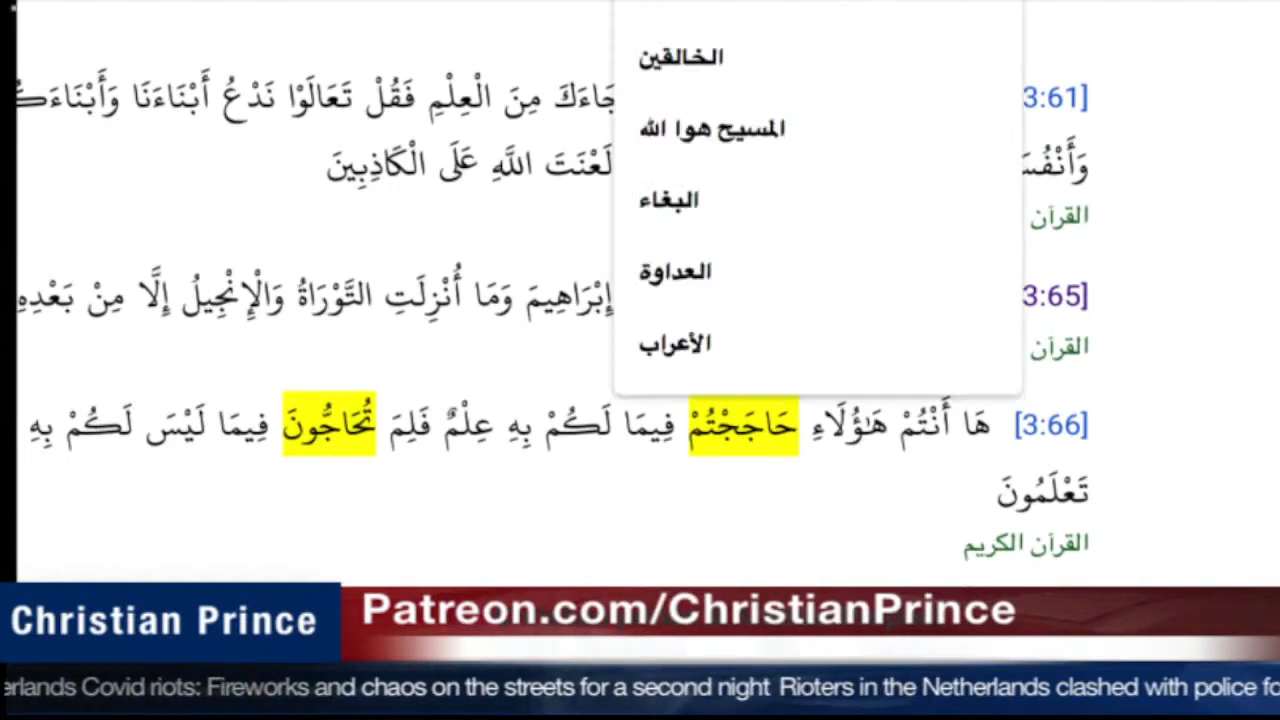 الخالقين
المسيح هوا الله
البغاء
العداوة
الأعراب
3:61]
جَاءَكَ مِنَ الْعِلْمِ فَقُلْ تَعَالَوْا نَدْعُ أَبْنَاءَنَا
لَعْنَتَ اللَّهِ عَلَى الْكَاذِبِينَ
القرآن
3:65]
إِبْرَاهِيمَ وَمَا أُنْزِلَتِ التَّوْرَاةُ وَالْإِنْجِيلُ إِلَّا مِنْ بَعْدِهِ
القرآن
[3:66] هَا أَنْتُمْ هَؤُلَاءِ حَاجَجْتُمْ فِيمَا لَكُمْ بِهِ عِلْمٌ فَلِمَ تُحَاجُّونَ فِيمَا لَيْسَ لَكُمْ بِهِ
تَعْلَمُونَ
القرآن الكريم
Christian Prince
Patreon.com/ChristianPrince
erlands Covid riots: Fireworks and chaos on the streets for a second night Rioters in the Netherlands clashed with police fo